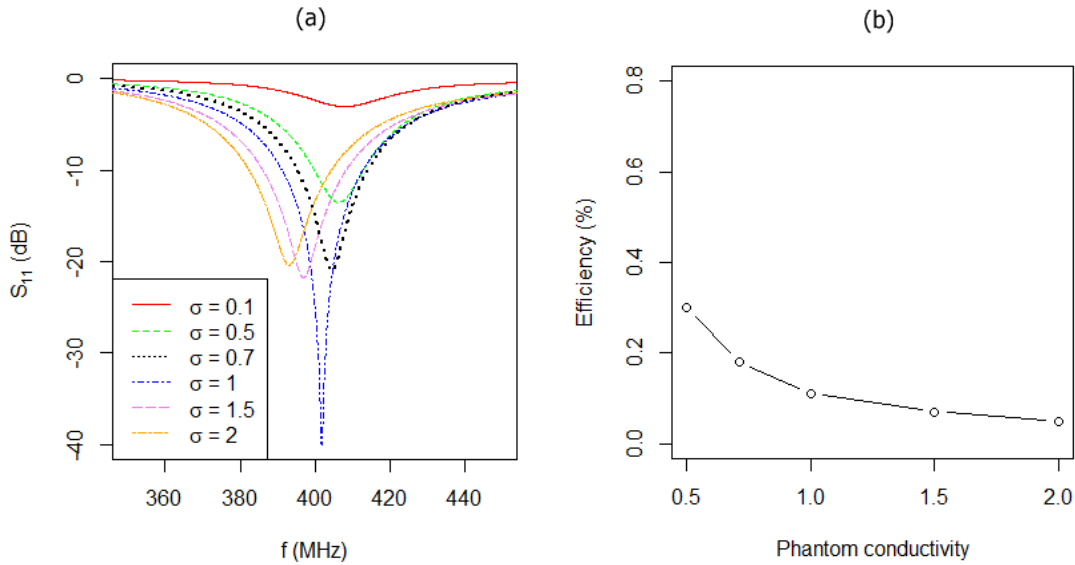 (a)
S11 (dB)
0
-10
-20
-30
-40
σ = 0.1
σ = 0.5
σ = 0.7
σ = 1
σ = 1.5
σ = 2
360 380 400 420 440
f (MHz)
(b)
Efficiency (%)
0.8
0.6
0.4
0.2
0.0
0.5 1.0 1.5 2.0
Phantom conductivity